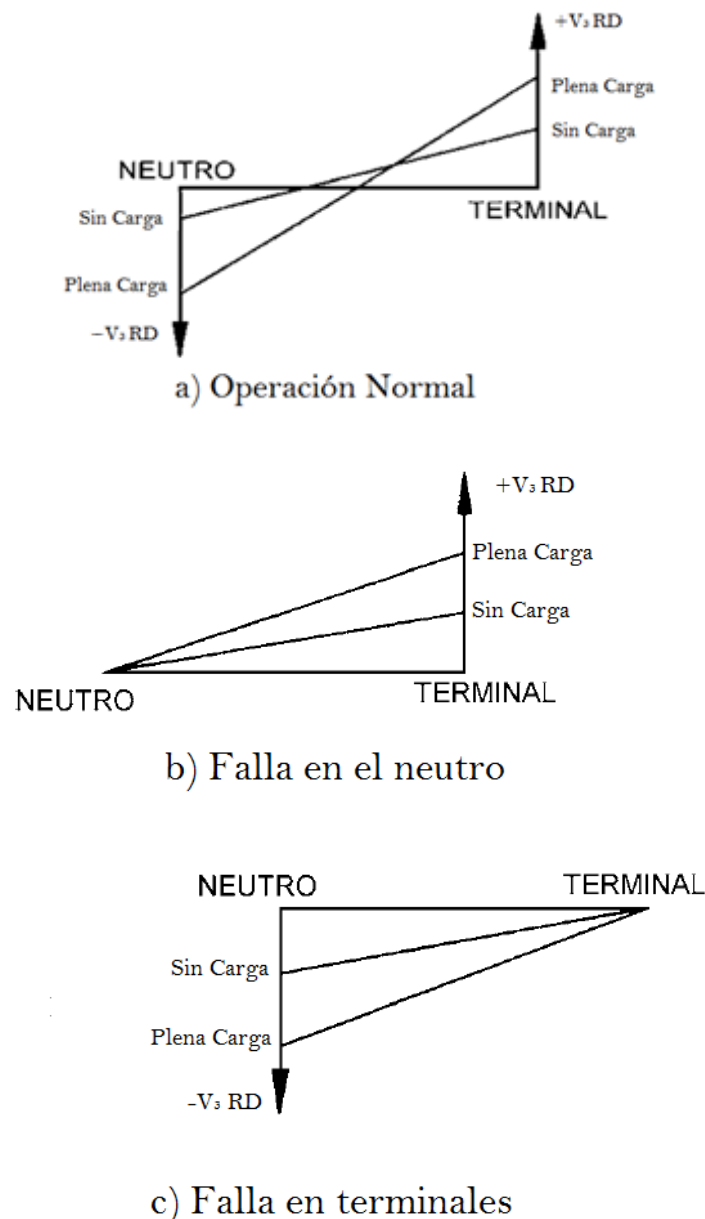 +V₃ RD
Plena Carga
Sin Carga
NEUTRO
TERMINAL
Sin Carga
Plena Carga
−V₃ RD
a) Operación Normal
+V₃ RD
Plena Carga
Sin Carga
NEUTRO
TERMINAL
b) Falla en el neutro
NEUTRO
TERMINAL
Sin Carga
Plena Carga
-V₃ RD
c) Falla en terminales